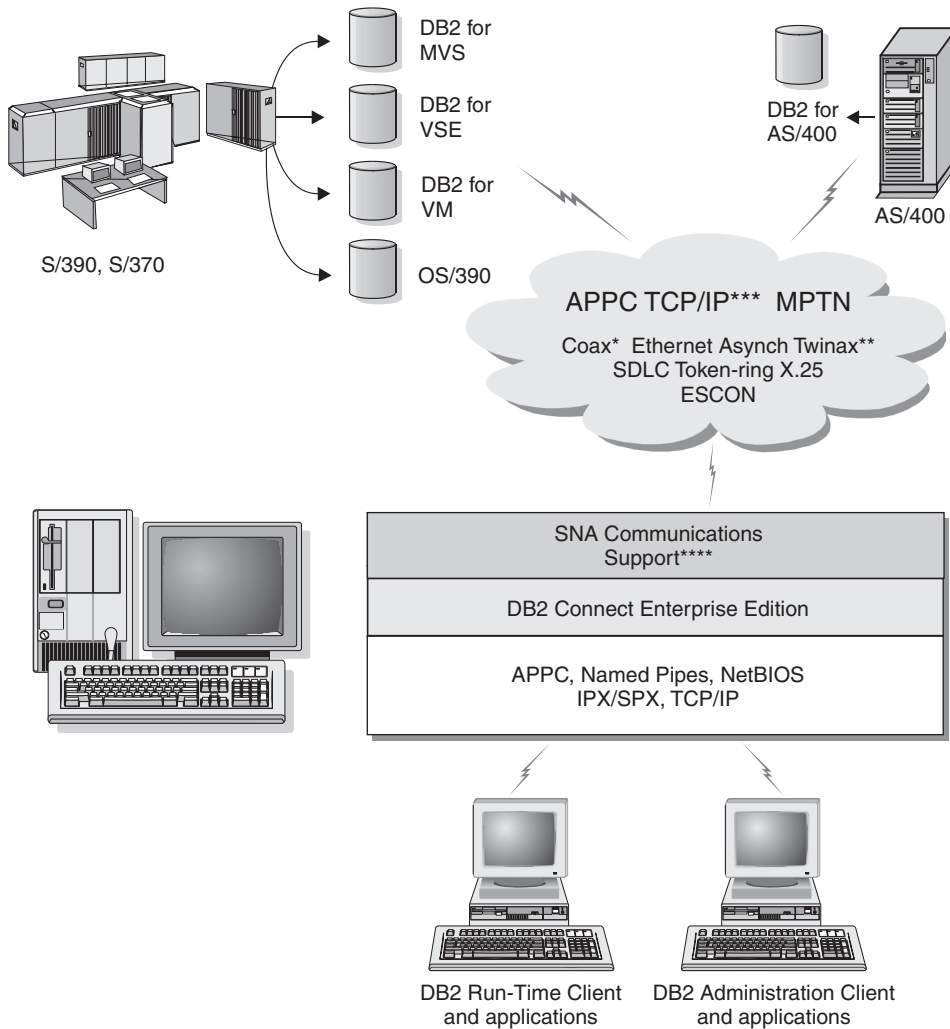 DB2 for
MVS
DB2 for
VSE
DB2 for
VM
OS/390
S/390, S/370
DB2 for
AS/400
AS/400
APPC TCP/IP*** MPTN
Coax* Ethernet Asynch Twinax**
SDLC Token-ring X.25
ESCON
SNA Communications
Support****
DB2 Connect Enterprise Edition
APPC, Named Pipes, NetBIOS
IPX/SPX, TCP/IP
DB2 Run-Time Client
and applications
DB2 Administration Client
and applications